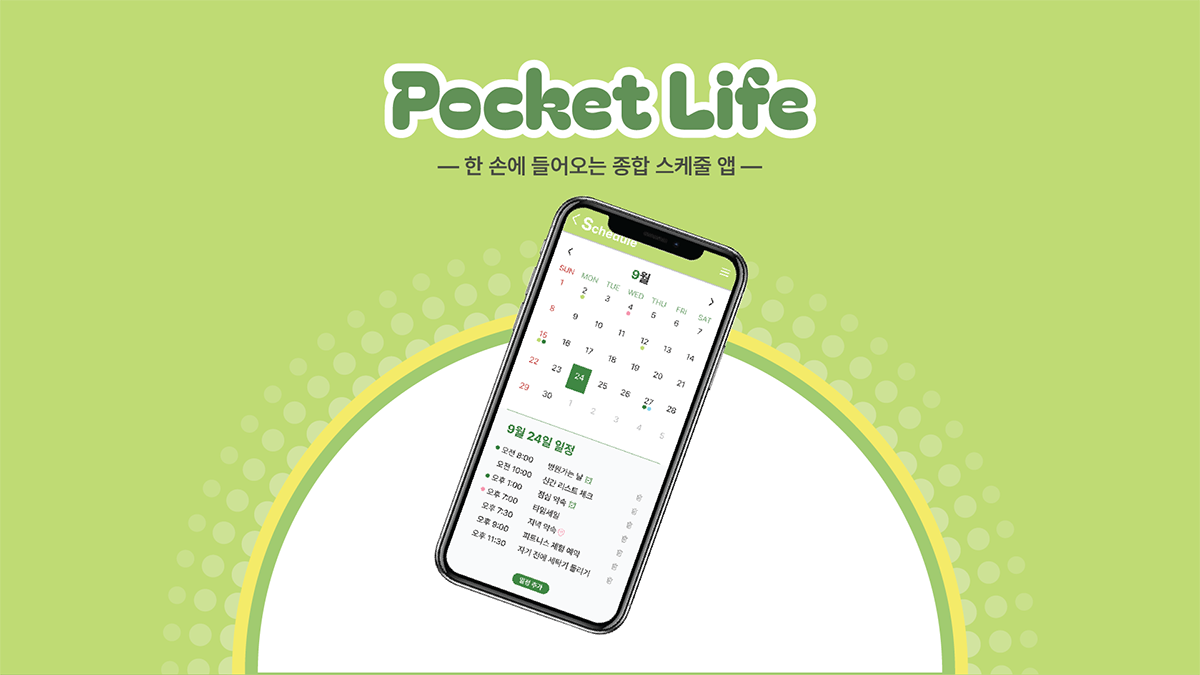 Pocket Life
— 한 손에 들어오는 종합 스케줄 앱 —
Schedule
9월
SUN MON TUE WED THU FRI SAT
1 2 3 4 5 6 7
8 9 10 11 12 13 14
15 16 17 18 19 20 21
22 23 24 25 26 27 28
29 30 1 2 3 4 5
9월 24일 일정
오전 8:00 병원가는 날
오전 10:00 신간 리스트 체크
오후 1:00 점심 약속
오후 7:00 타임세일
오후 7:30 저녁 약속
오후 9:00 피트니스 체험 예약
오후 11:30 자기 전에 세탁기 돌리기
일정 추가